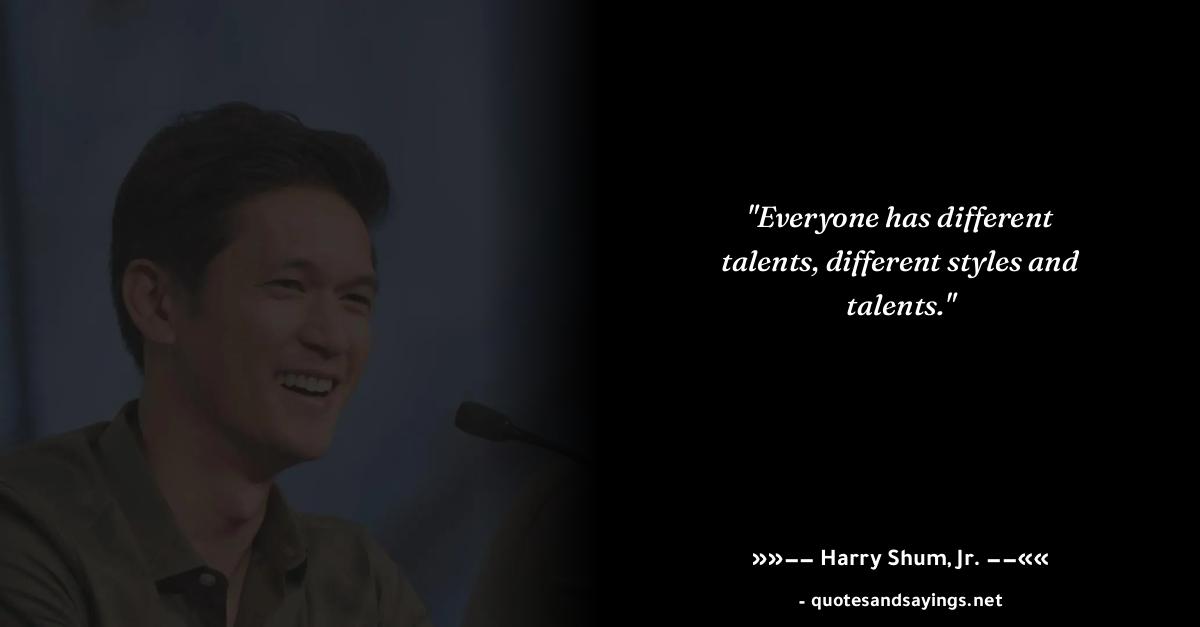 "Everyone has different
talents, different styles and
talents."
»»−− Harry Shum, Jr. −−««
- quotesandsayings.net